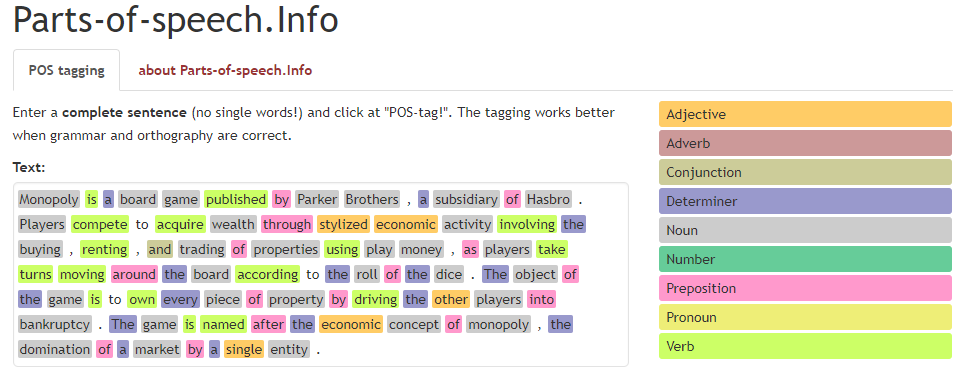 Parts-of-speech.Info
POS tagging
about Parts-of-speech.Info
Enter a complete sentence (no single words!) and click at "POS-tag!". The tagging works better
when grammar and orthography are correct.
Text:
Monopoly is a board game published by Parker Brothers , a subsidiary of Hasbro .
Players compete to acquire wealth through stylized economic activity involving the
buying , renting , and trading of properties using play money , as players take
turns moving around the board according to the roll of the dice . The object of
the game is to own every piece of property by driving the other players into
bankruptcy . The game is named after the economic concept of monopoly , the
domination of a market by a single entity .
Adjective
Adverb
Conjunction
Determiner
Noun
Number
Preposition
Pronoun
Verb